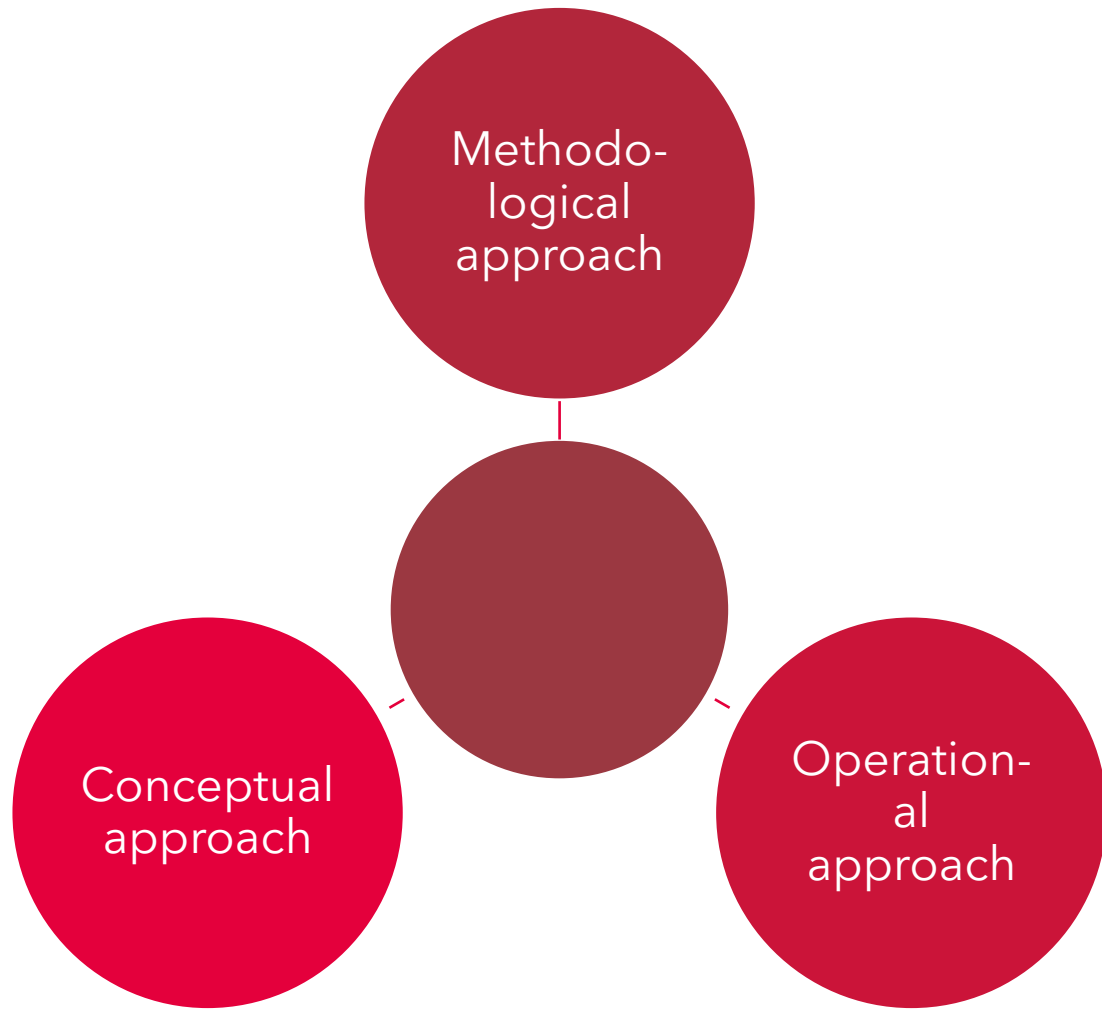 Methodo-
logical
approach
Conceptual
approach
Operation-
al
approach